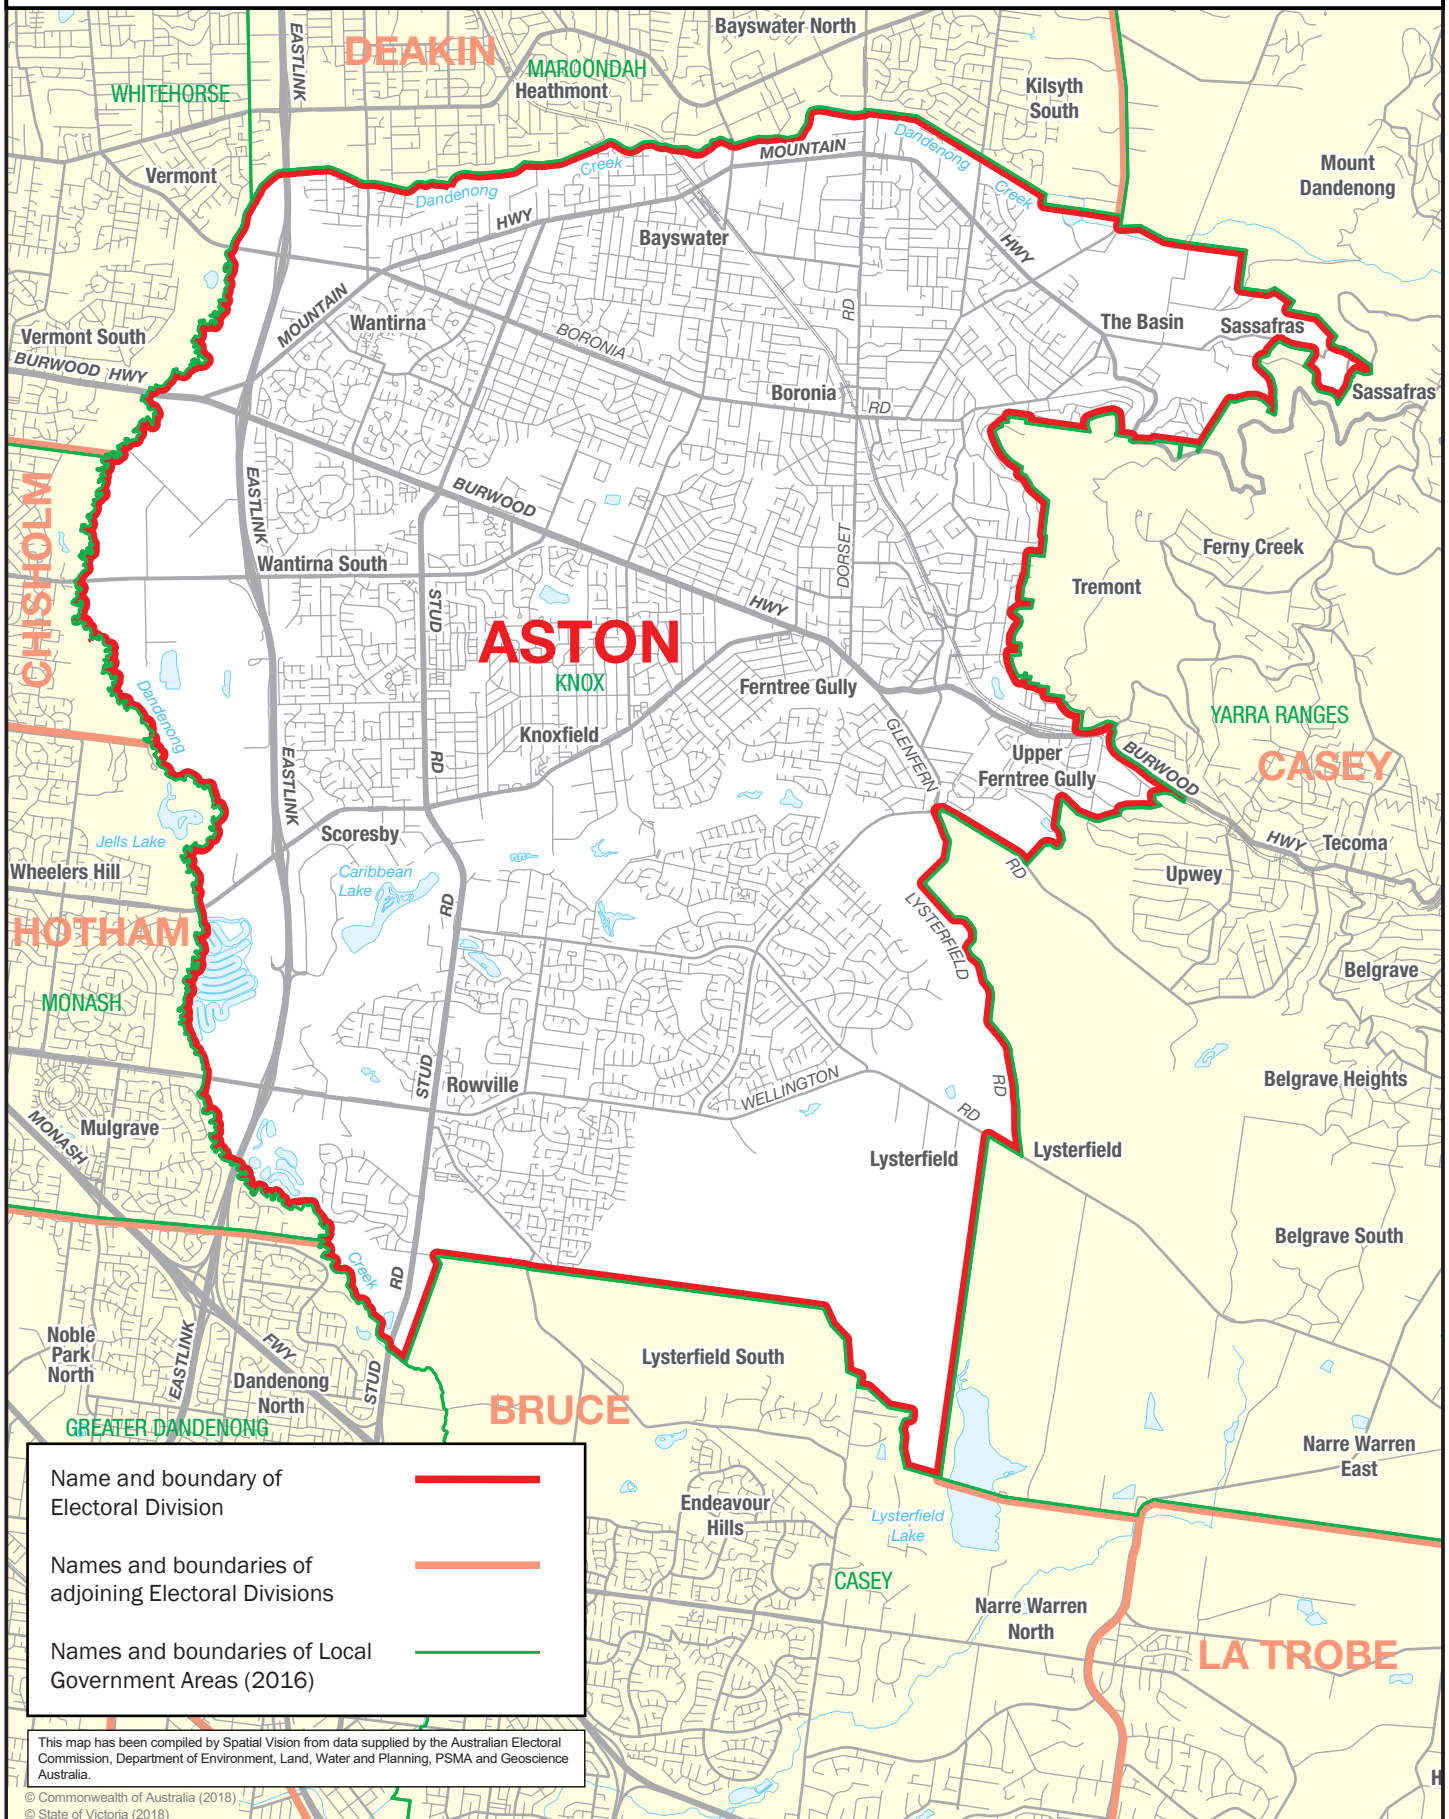 DEAKIN
Bayswater North
EASTLINK
MAROONDAH
Heathmont
WHITEHORSE
Kilsyth
South
Vermont
MOUNTAIN
Dandenong
Creek
Mount
Dandenong
Creek
Dandenong
HWY
Bayswater
HWY
MOUNTAIN
Wantirna
RD
BORONIA
The Basin
Sassafras
Vermont South
BURWOOD HWY
Boronia
RD
Sassafras
CHISHOLM
EASTLINK
BURWOOD
Wantirna South
STUD
DORSET
HWY
Ferny Creek
Tremont
ASTON
KNOX
Dandenong
Ferntree Gully
GLENFERN
YARRA RANGES
Knoxfield
RD
EASTLINK
Upper
Ferntree Gully
BURWOOD
CASEY
Scoresby
Jells Lake
Caribbean
Lake
HWY
Tecoma
Wheelers Hill
RD
Upwey
RD
LYSTERFIELD
HOTHAM
Belgrave
MONASH
STUD
Rowville
WELLINGTON
RD
RD
Belgrave Heights
MONASH
Mulgrave
Lysterfield
Lysterfield
Belgrave South
Creek
RD
Noble
Park
North
EASTLINK
FWY
STUD
Dandenong
North
Lysterfield South
BRUCE
GREATER DANDENONG
Narre Warren
East
Name and boundary of
Electoral Division
Endeavour
Hills
Lysterfield
Lake
Names and boundaries of
adjoining Electoral Divisions
CASEY
Narre Warren
North
Names and boundaries of Local
Government Areas (2016)
LA TROBE
This map has been compiled by Spatial Vision from data supplied by the Australian Electoral
Commission, Department of Environment, Land, Water and Planning, PSMA and Geoscience
Australia.
H
© Commonwealth of Australia (2018)
© State of Victoria (2018)